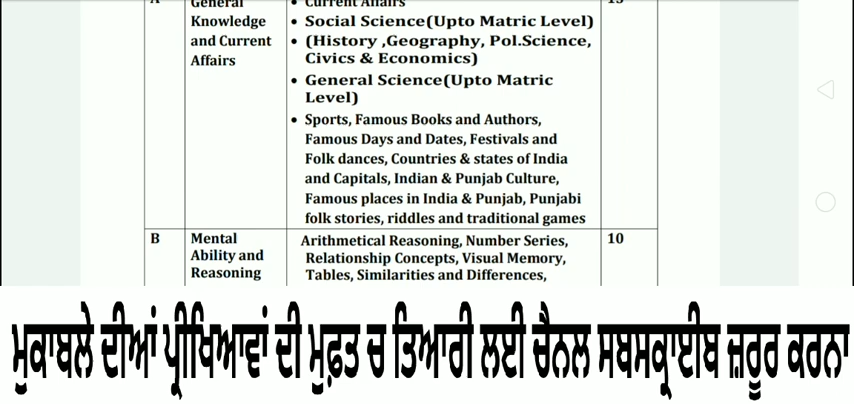 A
General
Knowledge
and Current
Affairs
• Current Affairs
• Social Science(Upto Matric Level)
• (History ,Geography, Pol.Science,
Civics & Economics)
• General Science(Upto Matric
Level)
• Sports, Famous Books and Authors,
Famous Days and Dates, Festivals and
Folk dances, Countries & states of India
and Capitals, Indian & Punjab Culture,
Famous places in India & Punjab, Punjabi
folk stories, riddles and traditional games
B
Mental
Ability and
Reasoning
Arithmetical Reasoning, Number Series,
Relationship Concepts, Visual Memory,
Tables, Similarities and Differences,
10
ਮੁਕਾਬਲੇ ਦੀਆਂ ਪ੍ਰੀਖਿਆਵਾਂ ਦੀ ਮੁਫ਼ਤ ਚ ਤਿਆਰੀ ਲਈ ਚੈਨਲ ਸਬਸਕ੍ਰਾਈਬ ਜ਼ਰੂਰ ਕਰਨਾ